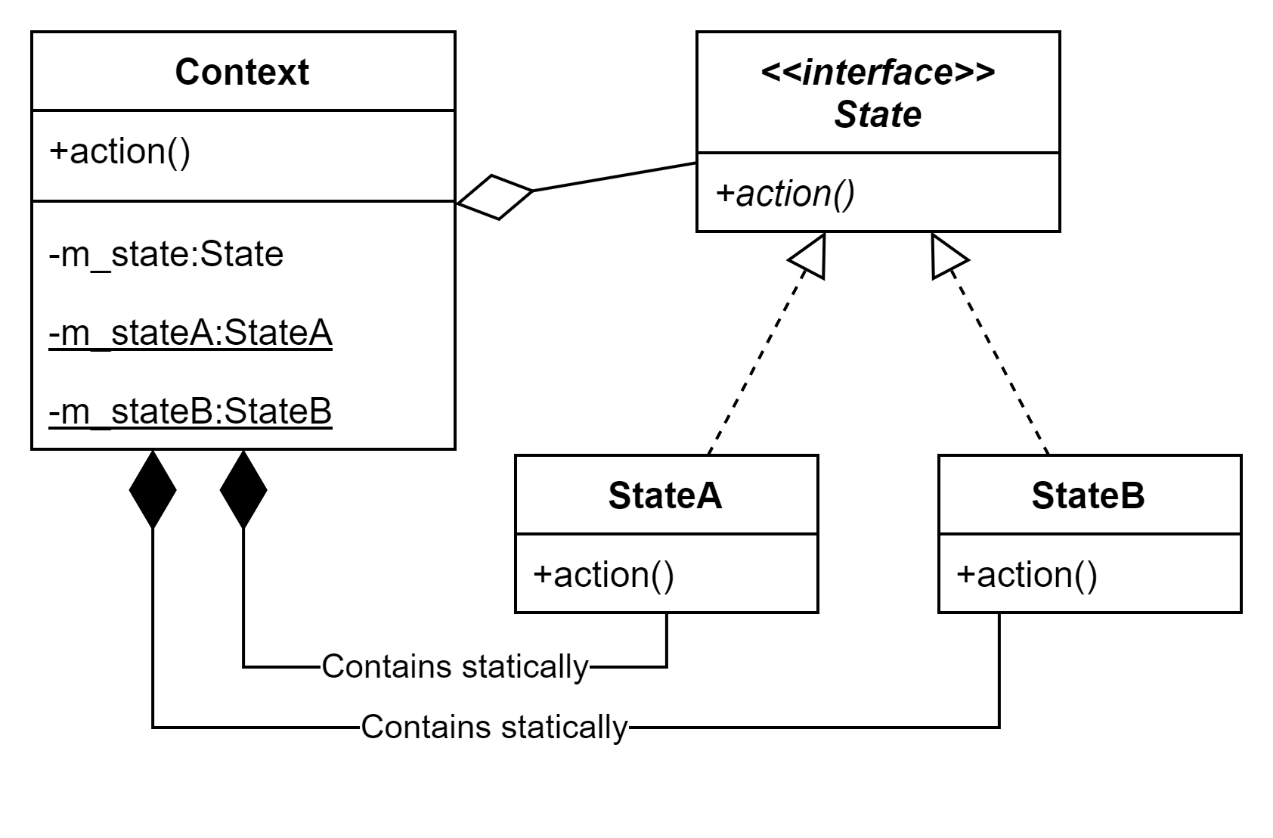 Context
+action()
-m_state:State
-m_stateA:StateA
-m_stateB:StateB
<<interface>>
State
+action()
StateA
+action()
StateB
+action()
Contains statically
Contains statically